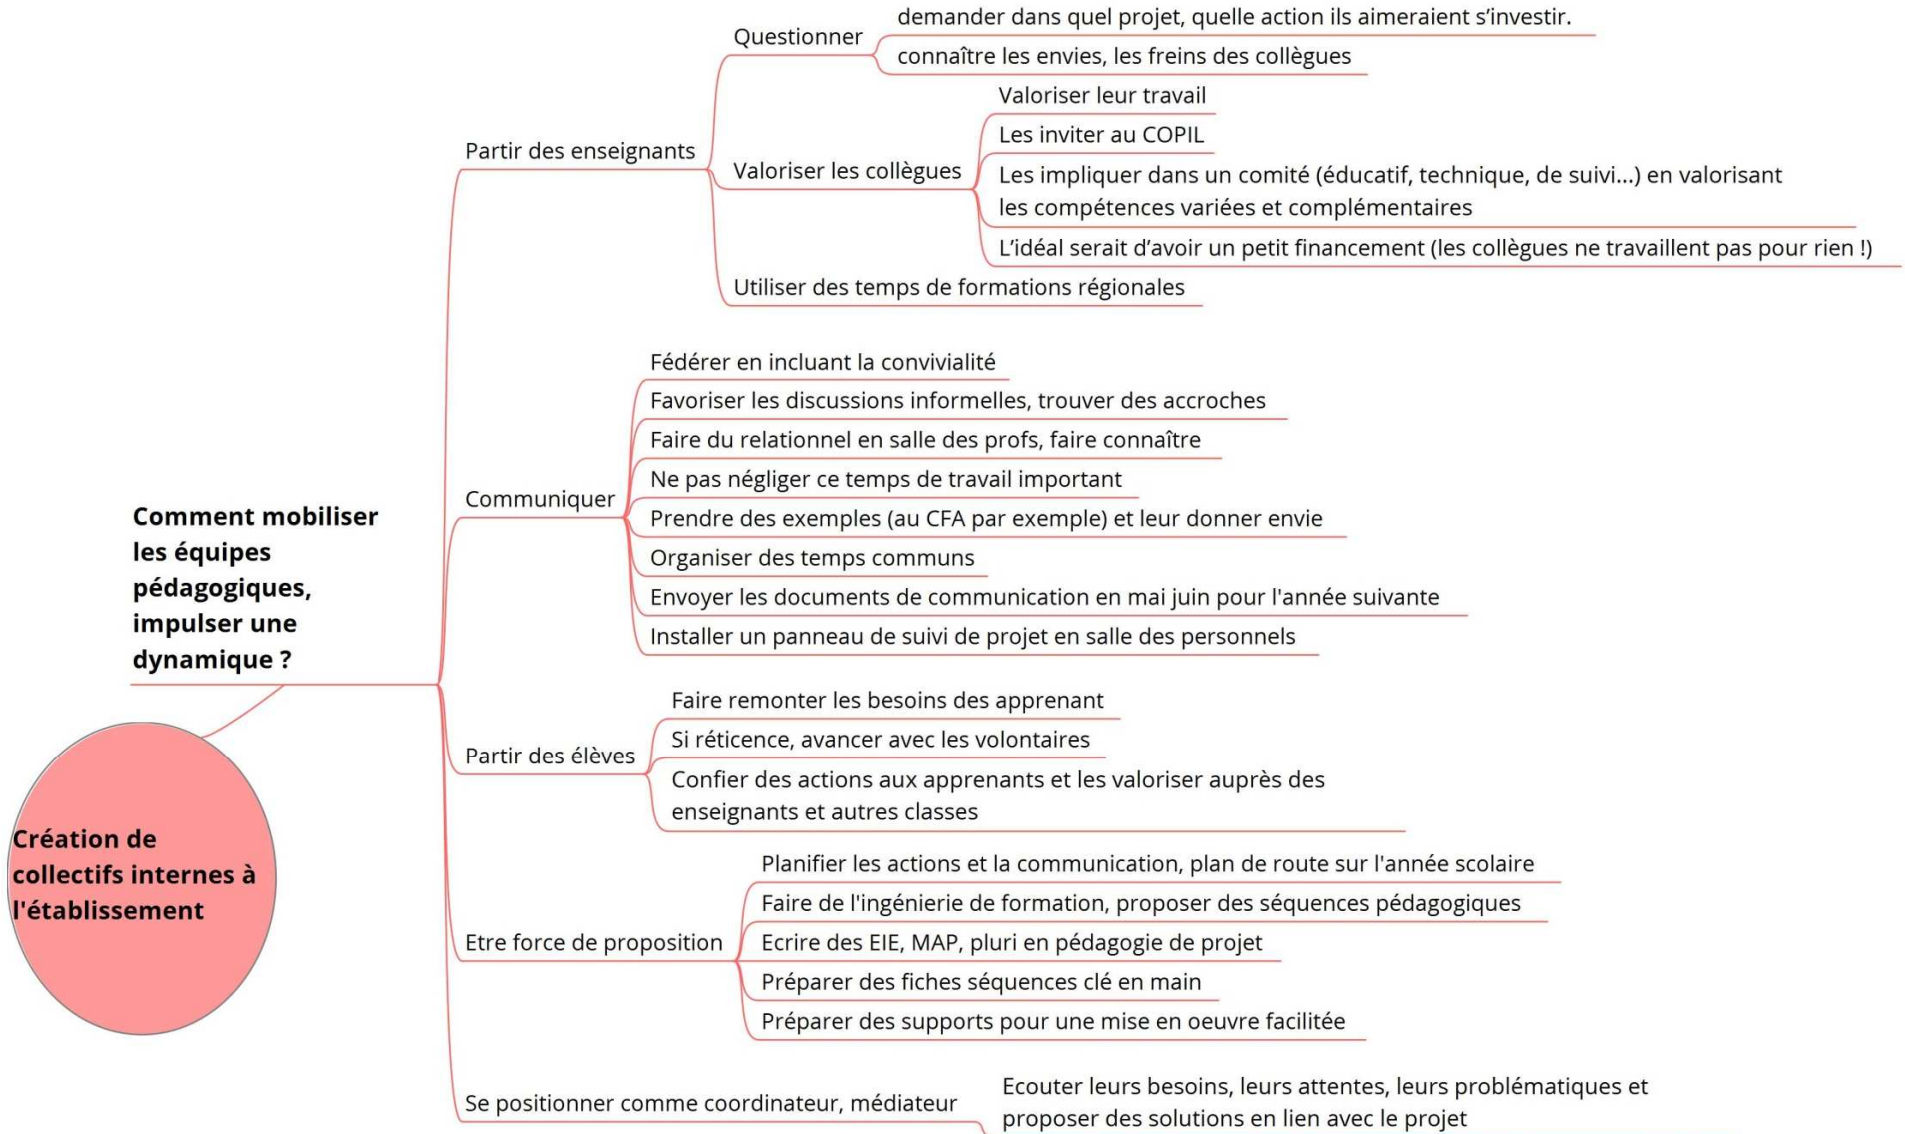 Création de
collectifs internes à
l'établissement
Comment mobiliser
les équipes
pédagogiques,
impulser une
dynamique ?
Partir des enseignants
Questionner
demander dans quel projet, quelle action ils aimeraient s’investir.
connaître les envies, les freins des collègues
Valoriser les collègues
Valoriser leur travail
Les inviter au COPIL
Les impliquer dans un comité (éducatif, technique, de suivi...) en valorisant
les compétences variées et complémentaires
L’idéal serait d’avoir un petit financement (les collègues ne travaillent pas pour rien !)
Utiliser des temps de formations régionales
Communiquer
Fédérer en incluant la convivialité
Favoriser les discussions informelles, trouver des accroches
Faire du relationnel en salle des profs, faire connaître
Ne pas négliger ce temps de travail important
Prendre des exemples (au CFA par exemple) et leur donner envie
Organiser des temps communs
Envoyer les documents de communication en mai juin pour l'année suivante
Installer un panneau de suivi de projet en salle des personnels
Partir des élèves
Faire remonter les besoins des apprenant
Si réticence, avancer avec les volontaires
Confier des actions aux apprenants et les valoriser auprès des
enseignants et autres classes
Etre force de proposition
Planifier les actions et la communication, plan de route sur l'année scolaire
Faire de l'ingénierie de formation, proposer des séquences pédagogiques
Ecrire des EIE, MAP, pluri en pédagogie de projet
Préparer des fiches séquences clé en main
Préparer des supports pour une mise en oeuvre facilitée
Se positionner comme coordinateur, médiateur
Ecouter leurs besoins, leurs attentes, leurs problématiques et
proposer des solutions en lien avec le projet